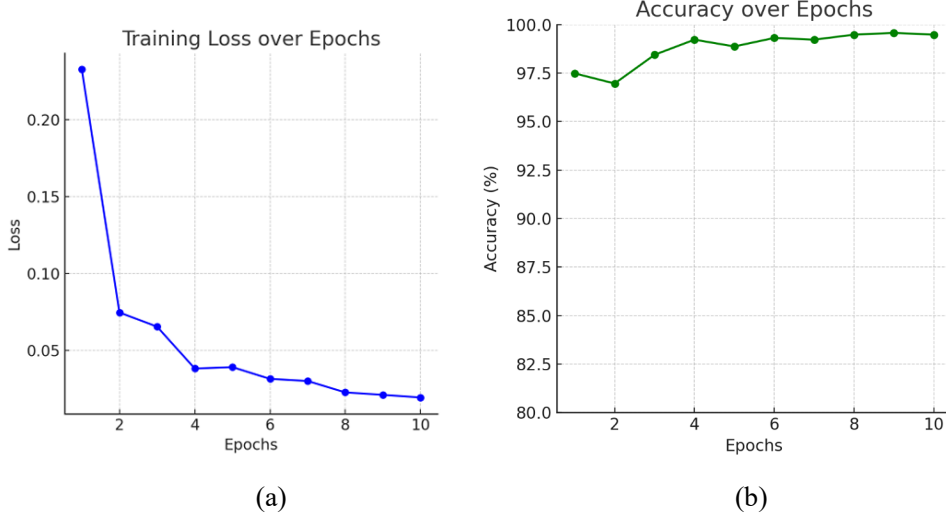 Training Loss over Epochs
Loss
0.20
0.15
0.10
0.05
2 4 6 8 10
Epochs
(a)
Accuracy over Epochs
Accuracy (%)
100.0
97.5
95.0
92.5
90.0
87.5
85.0
82.5
80.0
2 4 6 8 10
Epochs
(b)